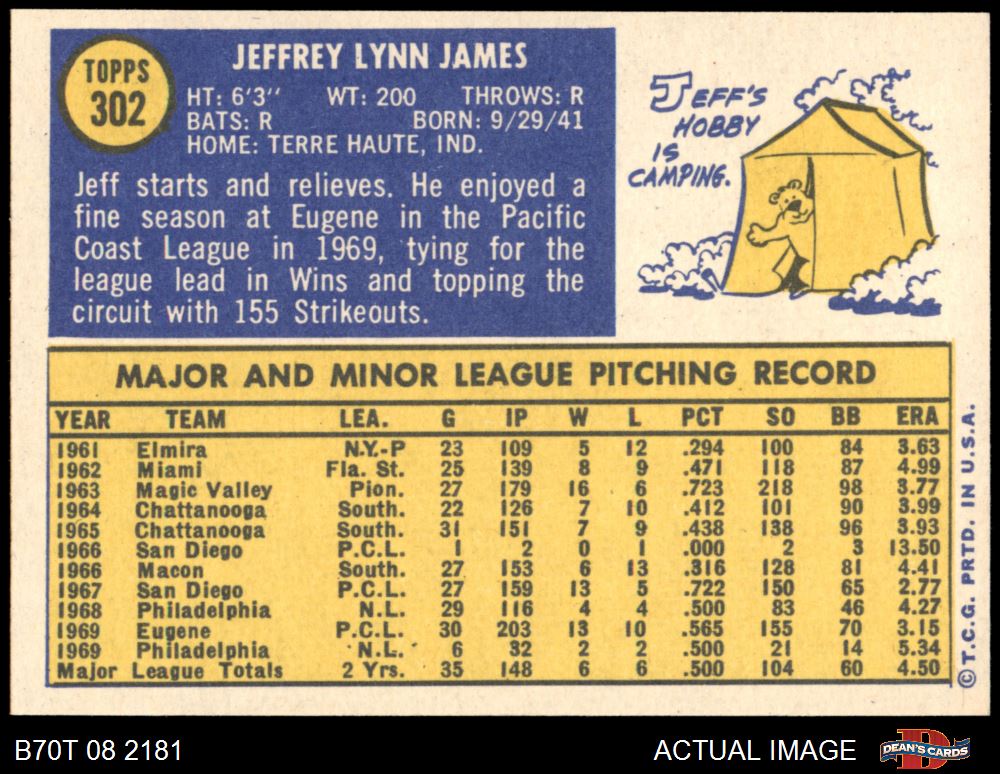 TOPPS
302
JEFFREY LYNN JAMES
HT: 6'3" WT: 200 THROWS: R
BATS: R BORN: 9/29/41
HOME: TERRE HAUTE, IND.
Jeff starts and relieves. He enjoyed a
fine season at Eugene in the Pacific
Coast League in 1969, tying for the
league lead in Wins and topping the
circuit with 155 Strikeouts.
JEFF'S
HOBBY
IS
CAMPING.
MAJOR AND MINOR LEAGUE PITCHING RECORD
YEAR TEAM LEA. G IP W L PCT SO BB ERA
1961 Elmira N.Y.-P 23 109 5 12 .294 100 84 3.63
1962 Miami Fla. St. 25 139 8 9 .471 118 87 4.99
1963 Magic Valley Pion. 27 179 16 6 .723 218 98 3.77
1964 Chattanooga South. 22 126 7 10 .412 101 90 3.99
1965 Chattanooga South. 31 151 7 9 .438 138 96 3.93
1966 San Diego P.C.L. 1 2 0 1 .000 2 3 13.50
1966 Macon South. 27 153 6 13 .316 128 81 4.41
1967 San Diego P.C.L. 27 159 13 5 .722 150 65 2.77
1968 Philadelphia N.L. 29 116 4 4 .500 83 46 4.27
1969 Eugene P.C.L. 30 203 13 10 .565 155 70 3.15
1969 Philadelphia N.L. 6 32 2 2 .500 21 14 5.34
Major League Totals 2 Yrs. 35 148 6 6 .500 104 60 4.50
© T.C.G. PRTD. IN U.S.A.
B70T 08 2181
ACTUAL IMAGE
DEAN'S CARDS